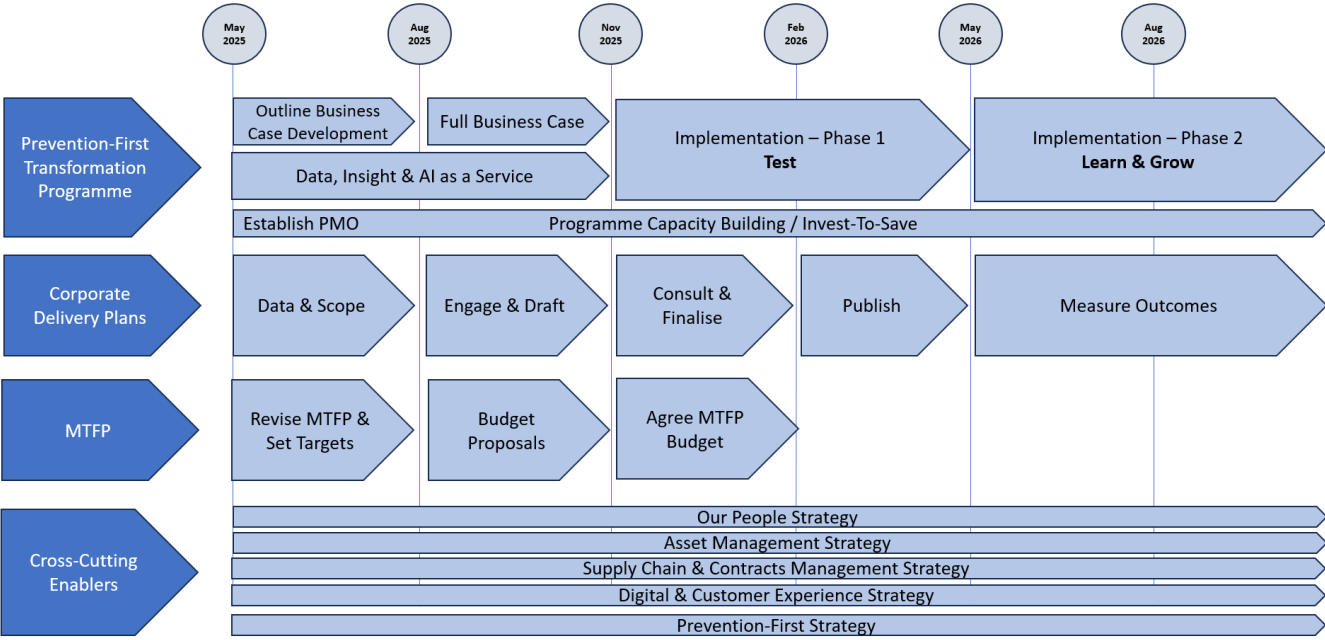 May
2025
Aug
2025
Nov
2025
Feb
2026
May
2026
Aug
2026
Prevention-First
Transformation
Programme
Outline Business
Case Development
Full Business Case
Implementation – Phase 1
Test
Implementation – Phase 2
Learn & Grow
Data, Insight & AI as a Service
Establish PMO
Programme Capacity Building / Invest-To-Save
Corporate
Delivery Plans
Data & Scope
Engage & Draft
Consult &
Finalise
Publish
Measure Outcomes
MTFP
Revise MTFP &
Set Targets
Budget
Proposals
Agree MTFP
Budget
Cross-Cutting
Enablers
Our People Strategy
Asset Management Strategy
Supply Chain & Contracts Management Strategy
Digital & Customer Experience Strategy
Prevention-First Strategy